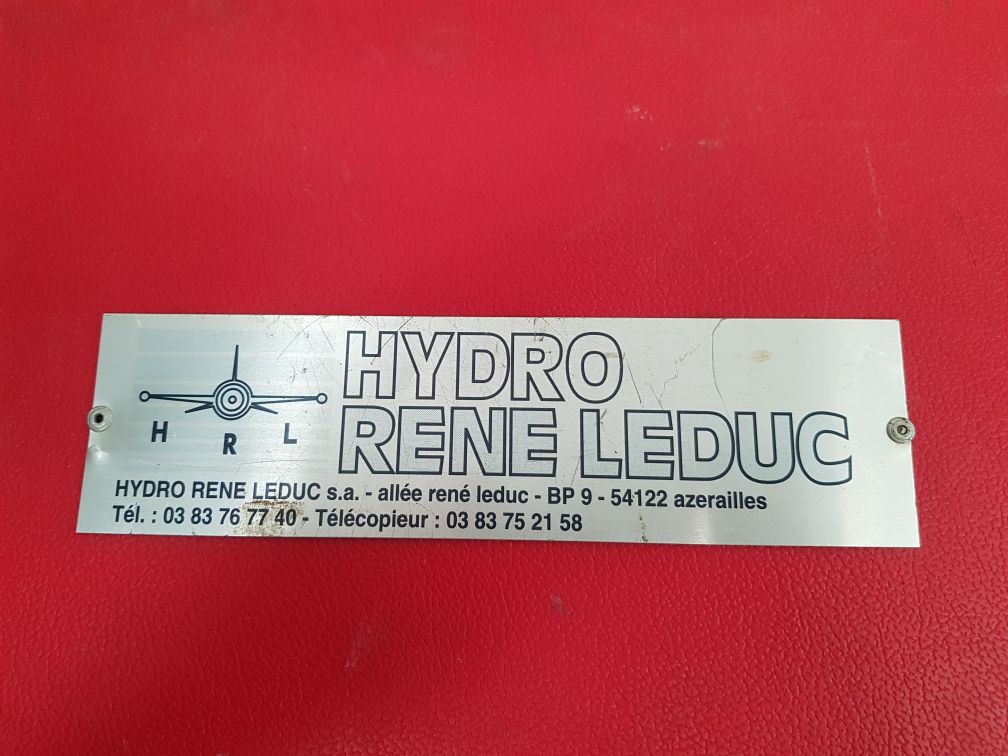 H R L
HYDRO
RENE LEDUC
HYDRO RENE LEDUC s.a. - allée rené leduc - BP 9 - 54122 azerailles
Tél. : 03 83 76 77 40 - Télécopieur : 03 83 75 21 58